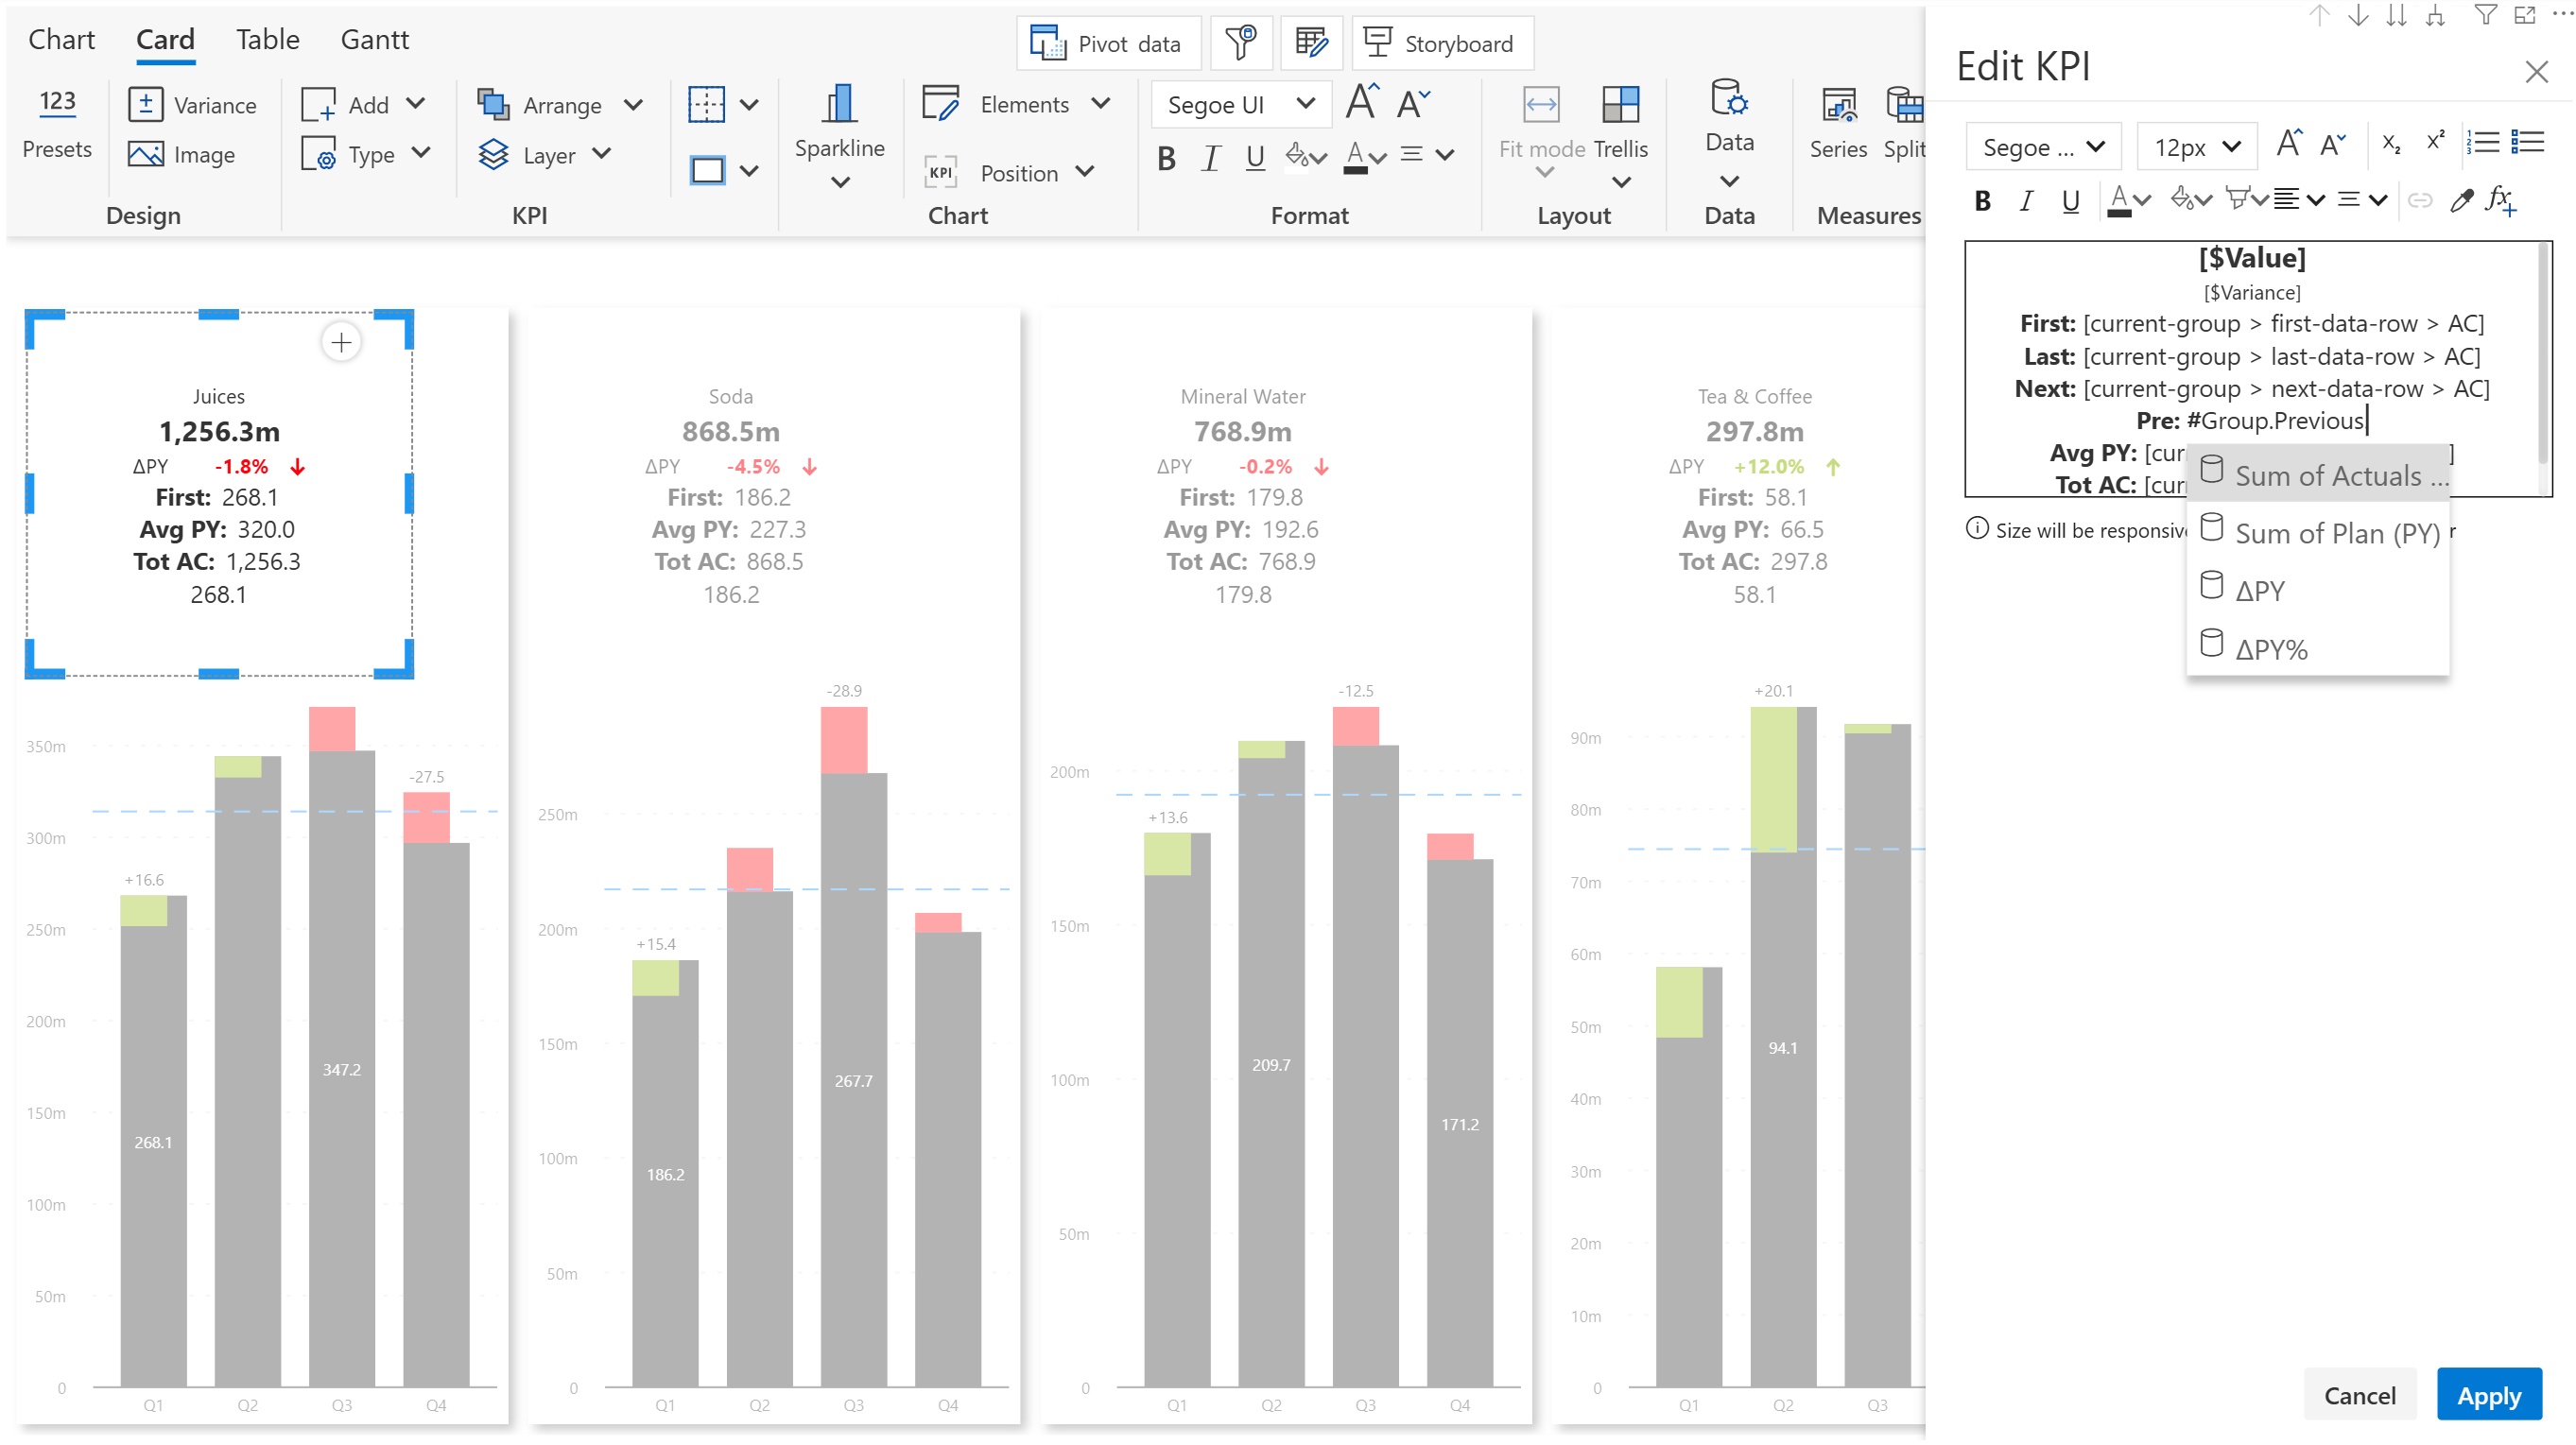 Chart Card Table Gantt
Pivot data Storyboard
123
Presets
Variance
Image
Design
Add
Type
Arrange
Layer
KPI
Sparkline
Elements
KPI Position
Chart
Segoe UI A A
B I U A
Format
Fit mode Trellis
Layout
Data
Data
Series Split
Measures
Edit KPI
Segoe ... 12px A A X₂ X²
B I U A fx
[$Value]
[$Variance]
First: [current-group > first-data-row > AC]
Last: [current-group > last-data-row > AC]
Next: [current-group > next-data-row > AC]
Pre: #Group.Previous
Avg PY: [cur ]
Tot AC: [cur
Sum of Actuals ...
Sum of Plan (PY)
ΔPY
ΔPY%
Size will be responsiv r
Cancel Apply
Juices
1,256.3m
ΔPY -1.8%
First: 268.1
Avg PY: 320.0
Tot AC: 1,256.3
268.1
350m
300m
250m
200m
150m
100m
50m
0
+16.6
-27.5
268.1
347.2
Q1 Q2 Q3 Q4
Soda
868.5m
ΔPY -4.5%
First: 186.2
Avg PY: 227.3
Tot AC: 868.5
186.2
250m
200m
150m
100m
50m
0
+15.4
-28.9
186.2
267.7
Q1 Q2 Q3 Q4
Mineral Water
768.9m
ΔPY -0.2%
First: 179.8
Avg PY: 192.6
Tot AC: 768.9
179.8
200m
150m
100m
50m
0
+13.6
-12.5
209.7
171.2
Q1 Q2 Q3 Q4
Tea & Coffee
297.8m
ΔPY +12.0%
First: 58.1
Avg PY: 66.5
Tot AC: 297.8
58.1
90m
80m
70m
60m
50m
40m
30m
20m
10m
0
+20.1
94.1
Q1 Q2 Q3